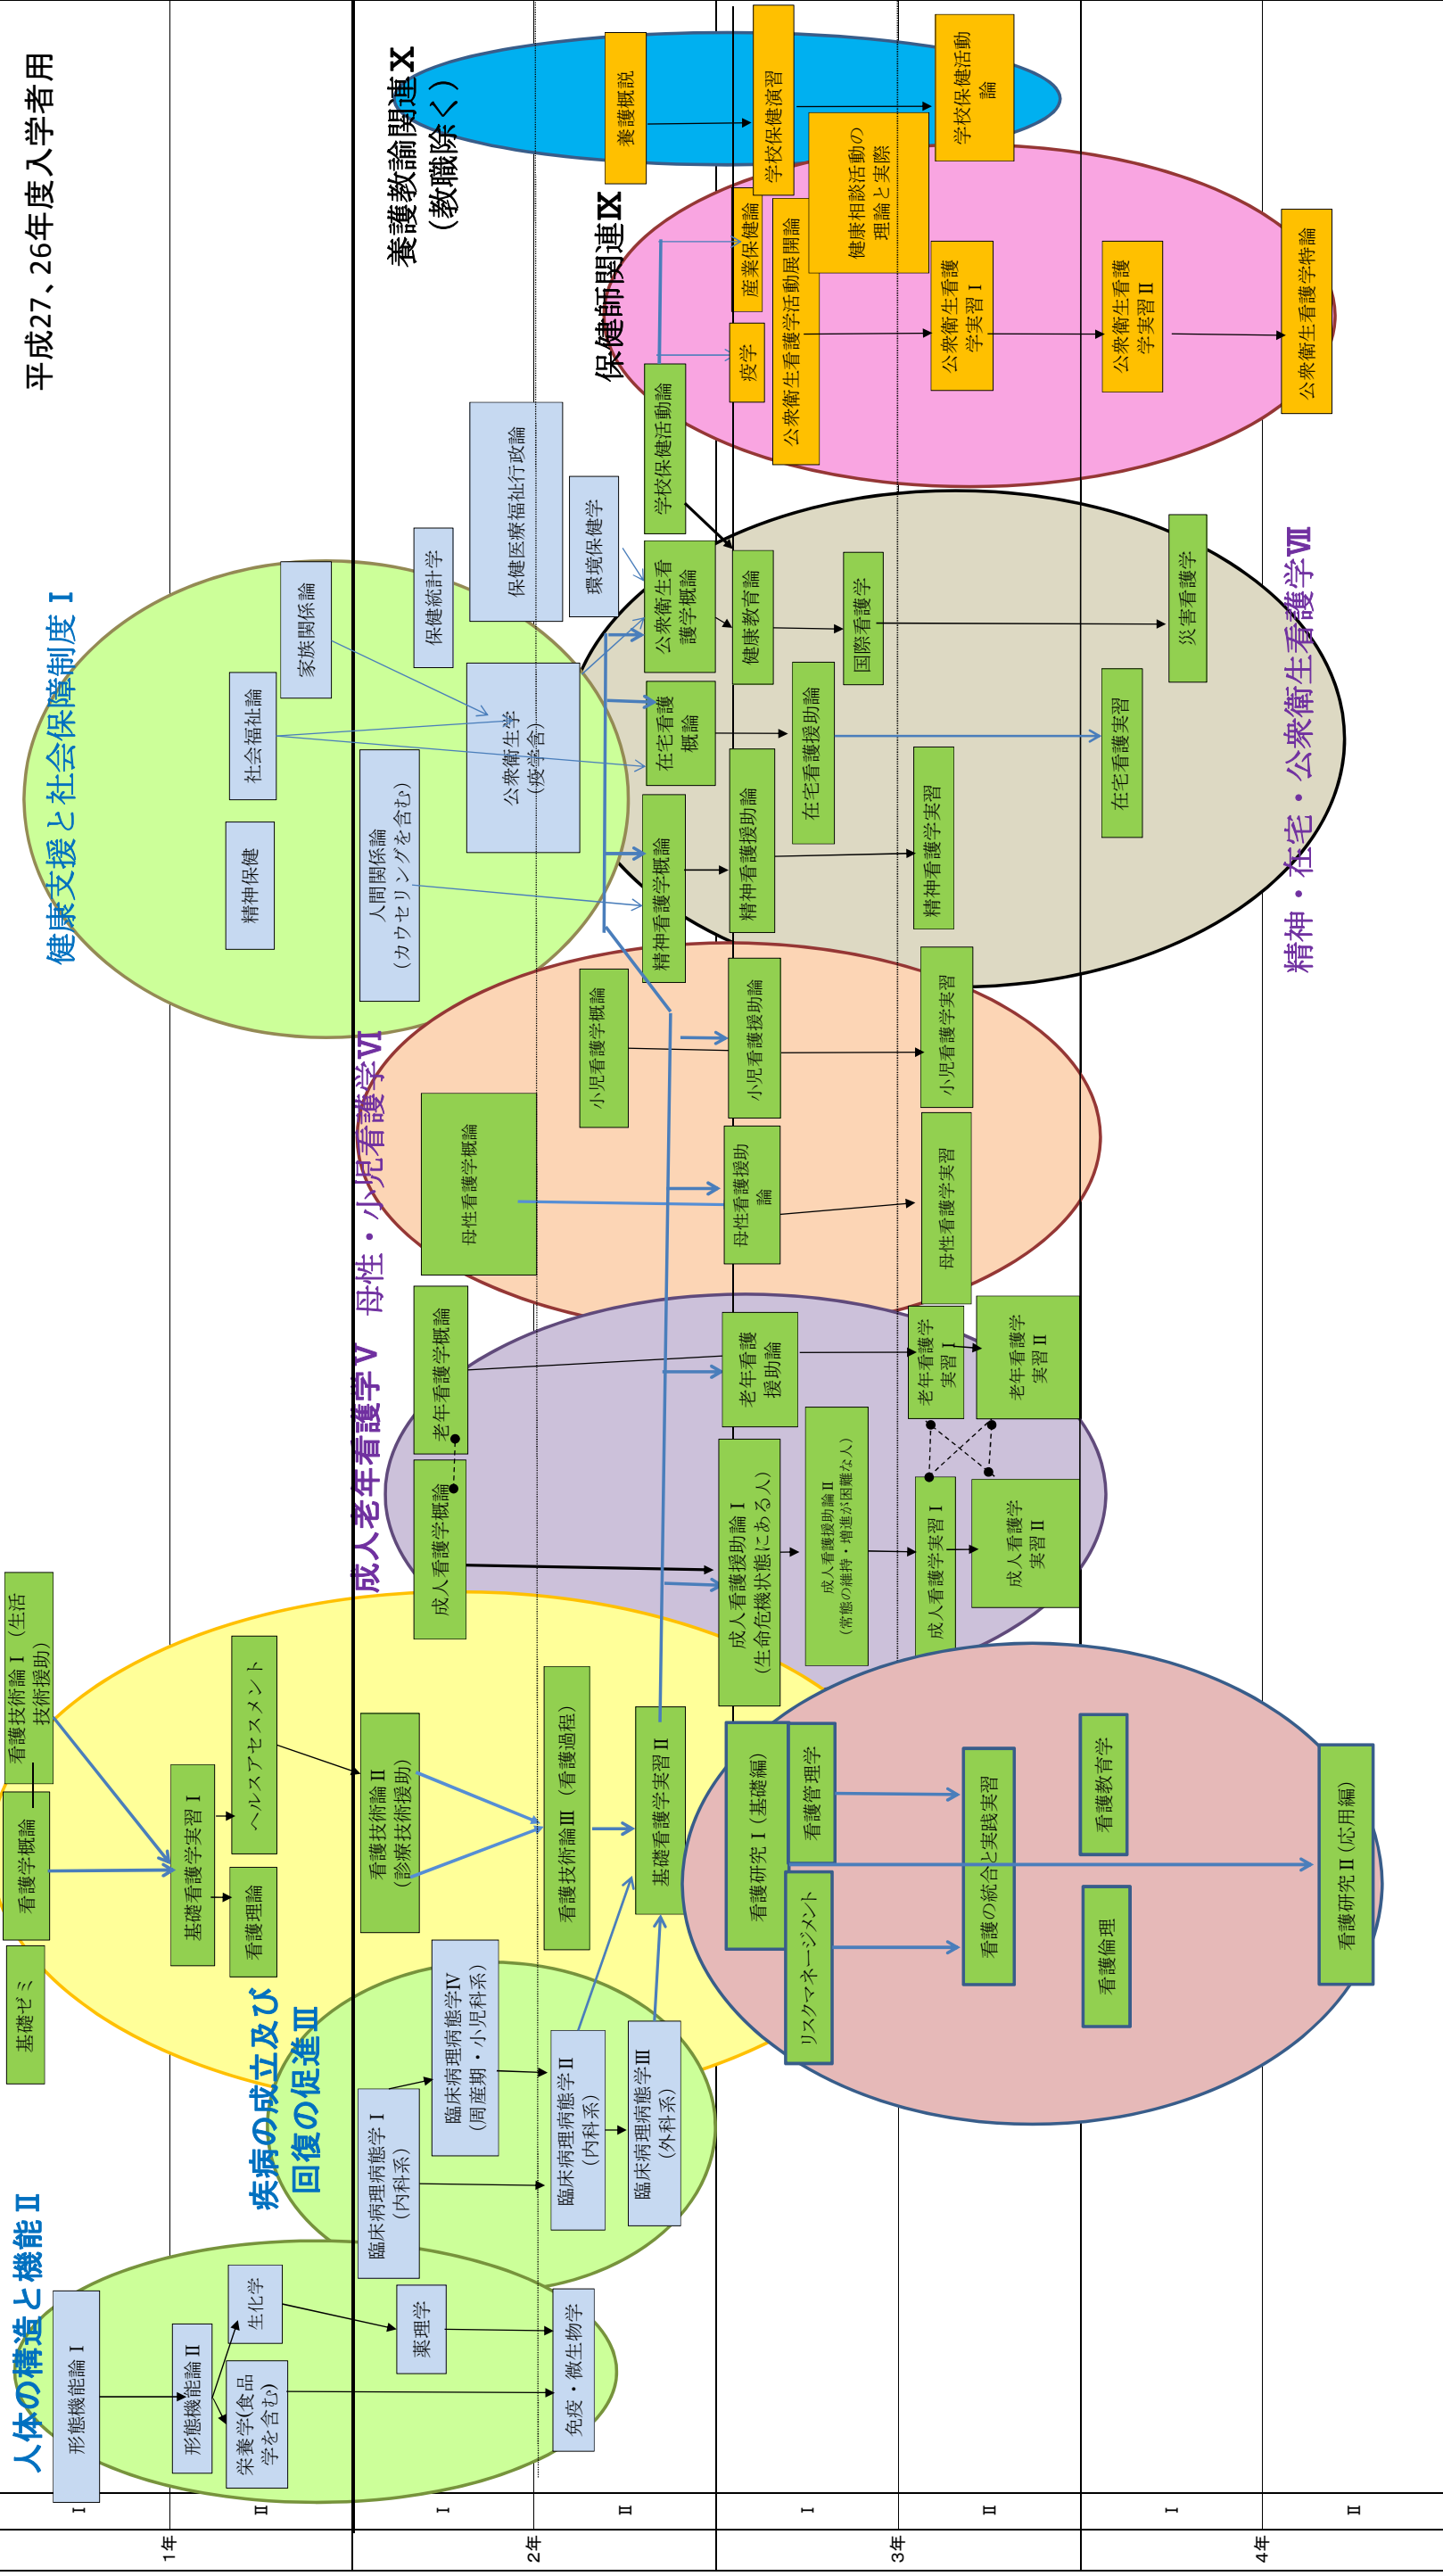 平成27、26年度入学者用
人体の構造と機能Ⅱ
形態機能論Ⅰ
形態機能論Ⅱ
生化学
栄養学(食品
学を含む)
薬理学
免疫・微生物学
疾病の成立及び
回復の促進Ⅲ
臨床病理病態学Ⅰ
（内科系）
臨床病理病態学Ⅳ
（周産期・小児科系）
臨床病理病態学Ⅱ
（内科系）
臨床病理病態学Ⅲ
（外科系）
基礎ゼミ
看護学概論
看護技術論Ⅰ（生活
技術援助）
基礎看護学実習Ⅰ
看護理論
ヘルスアセスメント
看護技術論Ⅱ
（診療技術援助）
看護技術論Ⅲ（看護過程）
基礎看護学実習Ⅱ
看護研究Ⅰ（基礎編）
リスクマネージメント
看護管理学
看護の統合と実践実習
看護倫理
看護教育学
看護研究Ⅱ（応用編）
成人老年看護学Ⅴ
成人看護学概論
老年看護学概論
成人看護援助論Ⅰ
（生命危機状態にある人）
老年看護
援助論
成人看護援助論Ⅱ
（常態の維持・増進が困難な人）
成人看護学実習Ⅰ
老年看護学
実習Ⅰ
成人看護学
実習Ⅱ
老年看護学
実習Ⅱ
母性・小児看護学Ⅵ
母性看護学概論
小児看護学概論
母性看護援助
論
小児看護援助論
母性看護学実習
小児看護学実習
健康支援と社会保障制度Ⅰ
精神保健
社会福祉論
家族関係論
人間関係論
（カウセリングを含む）
公衆衛生学
（疫学含）
保健統計学
保健医療福祉行政論
環境保健学
精神看護学概論
在宅看護
概論
公衆衛生看
護学概論
学校保健活動論
精神看護援助論
健康教育論
在宅看護援助論
国際看護学
精神看護学実習
在宅看護実習
災害看護学
精神・在宅・公衆衛生看護学Ⅶ
保健師関連Ⅸ
疫学
産業保健論
公衆衛生看護学活動展開論
健康相談活動の
理論と実際
公衆衛生看護
学実習Ⅰ
公衆衛生看護
学実習Ⅱ
公衆衛生看護学特論
養護教諭関連Ⅹ
（教職除く）
養護概説
学校保健演習
学校保健活動
論
Ⅰ
Ⅱ
Ⅰ
Ⅱ
Ⅰ
Ⅱ
Ⅰ
Ⅱ
1年
2年
3年
4年